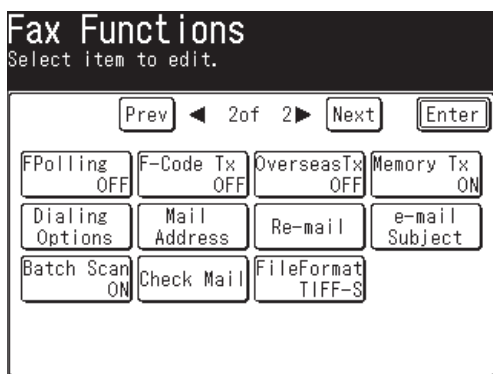 Fax Functions
Select item to edit.
Prev ◀ 2of 2▶ Next Enter
FPolling OFF
F-Code Tx OFF
OverseasTx OFF
Memory Tx ON
Dialing Options
Mail Address
Re-mail
e-mail Subject
Batch Scan ON
Check Mail
FileFormat TIFF-S